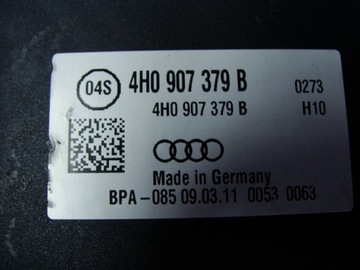 04S 4H0 907 379 B 0273
4H0 907 379 B H10
Made in Germany
BPA-085 09.03.11 0053 0063